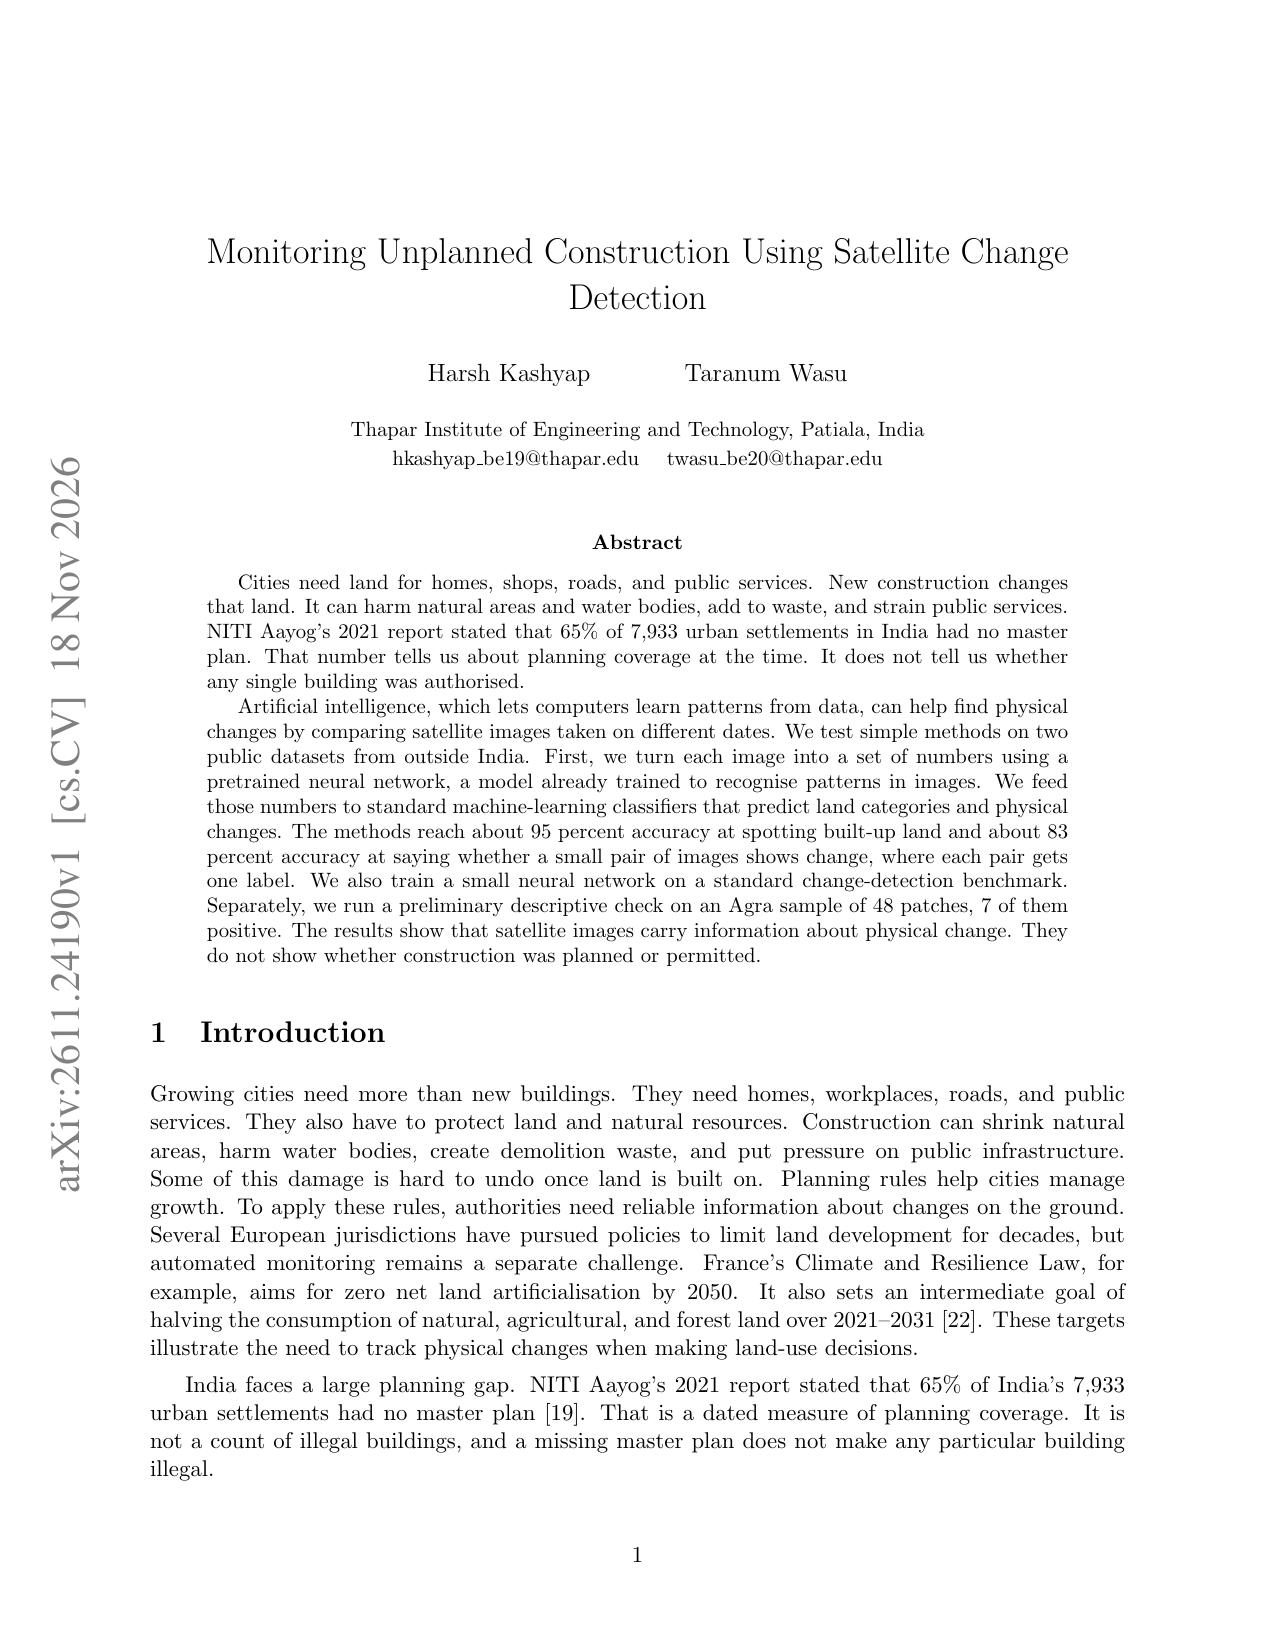 Monitoring Unplanned Construction Using Satellite Change
Detection
Harsh Kashyap Taranum Wasu
Thapar Institute of Engineering and Technology, Patiala, India
hkashyap_be19@thapar.edu twasu_be20@thapar.edu
arXiv:2611.24190v1 [cs.CV] 18 Nov 2026
Abstract
Cities need land for homes, shops, roads, and public services. New construction changes
that land. It can harm natural areas and water bodies, add to waste, and strain public services.
NITI Aayog's 2021 report stated that 65% of 7,933 urban settlements in India had no master
plan. That number tells us about planning coverage at the time. It does not tell us whether
any single building was authorised.
Artificial intelligence, which lets computers learn patterns from data, can help find physical
changes by comparing satellite images taken on different dates. We test simple methods on two
public datasets from outside India. First, we turn each image into a set of numbers using a
pretrained neural network, a model already trained to recognise patterns in images. We feed
those numbers to standard machine-learning classifiers that predict land categories and physical
changes. The methods reach about 95 percent accuracy at spotting built-up land and about 83
percent accuracy at saying whether a small pair of images shows change, where each pair gets
one label. We also train a small neural network on a standard change-detection benchmark.
Separately, we run a preliminary descriptive check on an Agra sample of 48 patches, 7 of them
positive. The results show that satellite images carry information about physical change. They
do not show whether construction was planned or permitted.
1 Introduction
Growing cities need more than new buildings. They need homes, workplaces, roads, and public
services. They also have to protect land and natural resources. Construction can shrink natural
areas, harm water bodies, create demolition waste, and put pressure on public infrastructure.
Some of this damage is hard to undo once land is built on. Planning rules help cities manage
growth. To apply these rules, authorities need reliable information about changes on the ground.
Several European jurisdictions have pursued policies to limit land development for decades, but
automated monitoring remains a separate challenge. France's Climate and Resilience Law, for
example, aims for zero net land artificialisation by 2050. It also sets an intermediate goal of
halving the consumption of natural, agricultural, and forest land over 2021–2031 [22]. These targets
illustrate the need to track physical changes when making land-use decisions.
India faces a large planning gap. NITI Aayog's 2021 report stated that 65% of India's 7,933
urban settlements had no master plan [19]. That is a dated measure of planning coverage. It is
not a count of illegal buildings, and a missing master plan does not make any particular building
illegal.
1